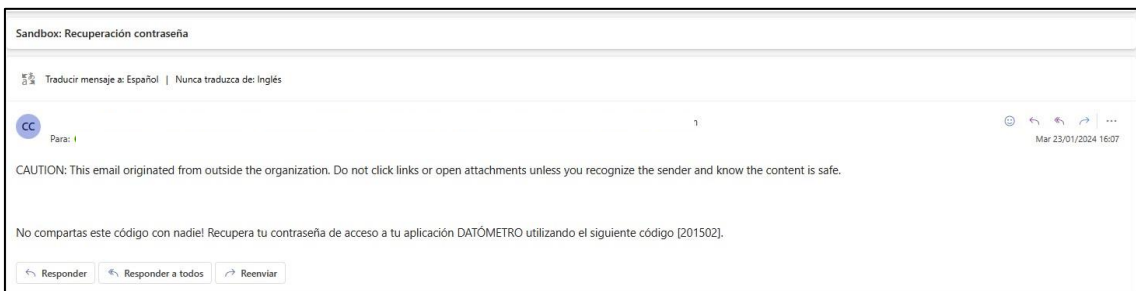 Sandbox: Recuperación contraseña
Traducir mensaje a: Español | Nunca traduzca de: Inglés
CC
Para:
Mar 23/01/2024 16:07
CAUTION: This email originated from outside the organization. Do not click links or open attachments unless you recognize the sender and know the content is safe.
No compartas este código con nadie! Recupera tu contraseña de acceso a tu aplicación DATÓMETRO utilizando el siguiente código [201502].
Responder Responder a todos Reenviar